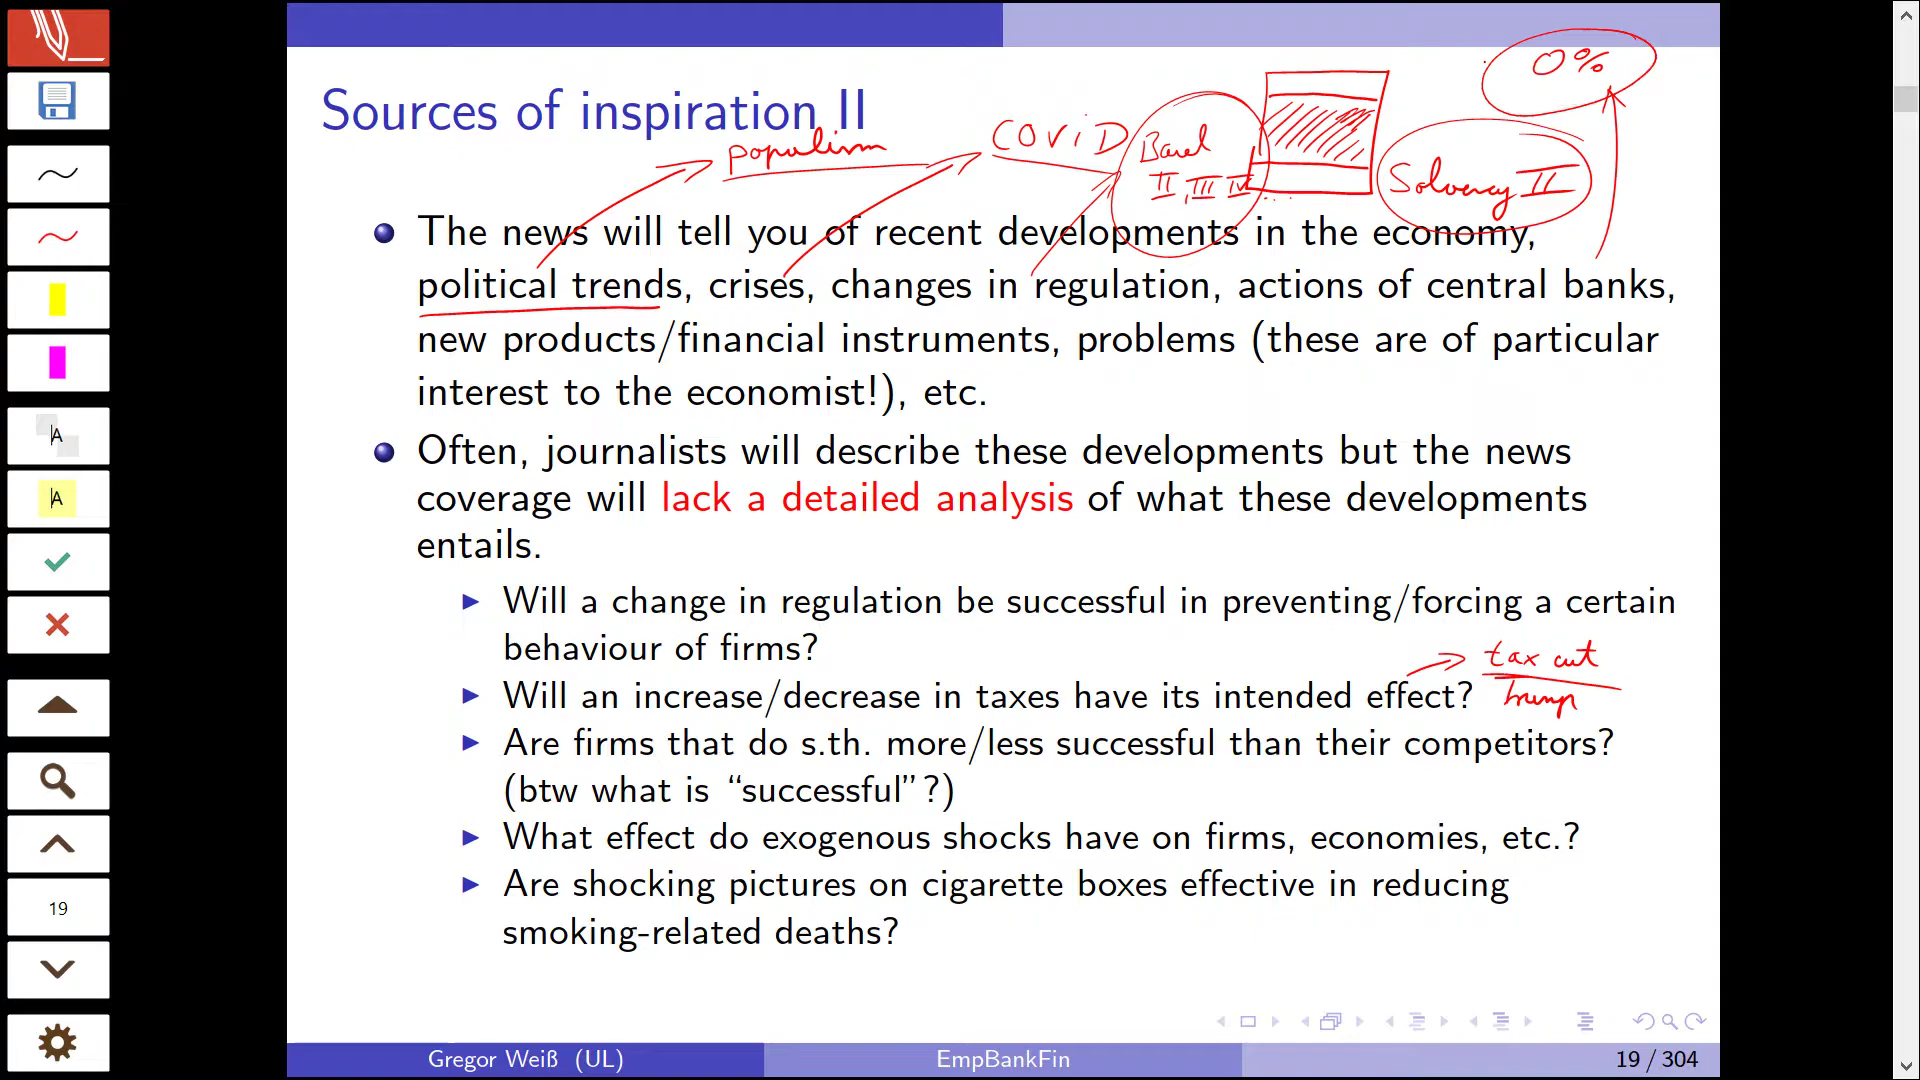 0%
Sources of inspiration II
populism
COViD
Basel
II, III IV...
Solvency II
The news will tell you of recent developments in the economy,
political trends, crises, changes in regulation, actions of central banks,
new products/financial instruments, problems (these are of particular
interest to the economist!), etc.
Often, journalists will describe these developments but the news
coverage will lack a detailed analysis of what these developments
entails.
Will a change in regulation be successful in preventing/forcing a certain
behaviour of firms?
tax cut
Will an increase/decrease in taxes have its intended effect?
Trump
Are firms that do s.th. more/less successful than their competitors?
(btw what is “successful”?)
What effect do exogenous shocks have on firms, economies, etc.?
Are shocking pictures on cigarette boxes effective in reducing
smoking-related deaths?
A
A
19
Gregor Weiß (UL)
EmpBankFin
19 / 304